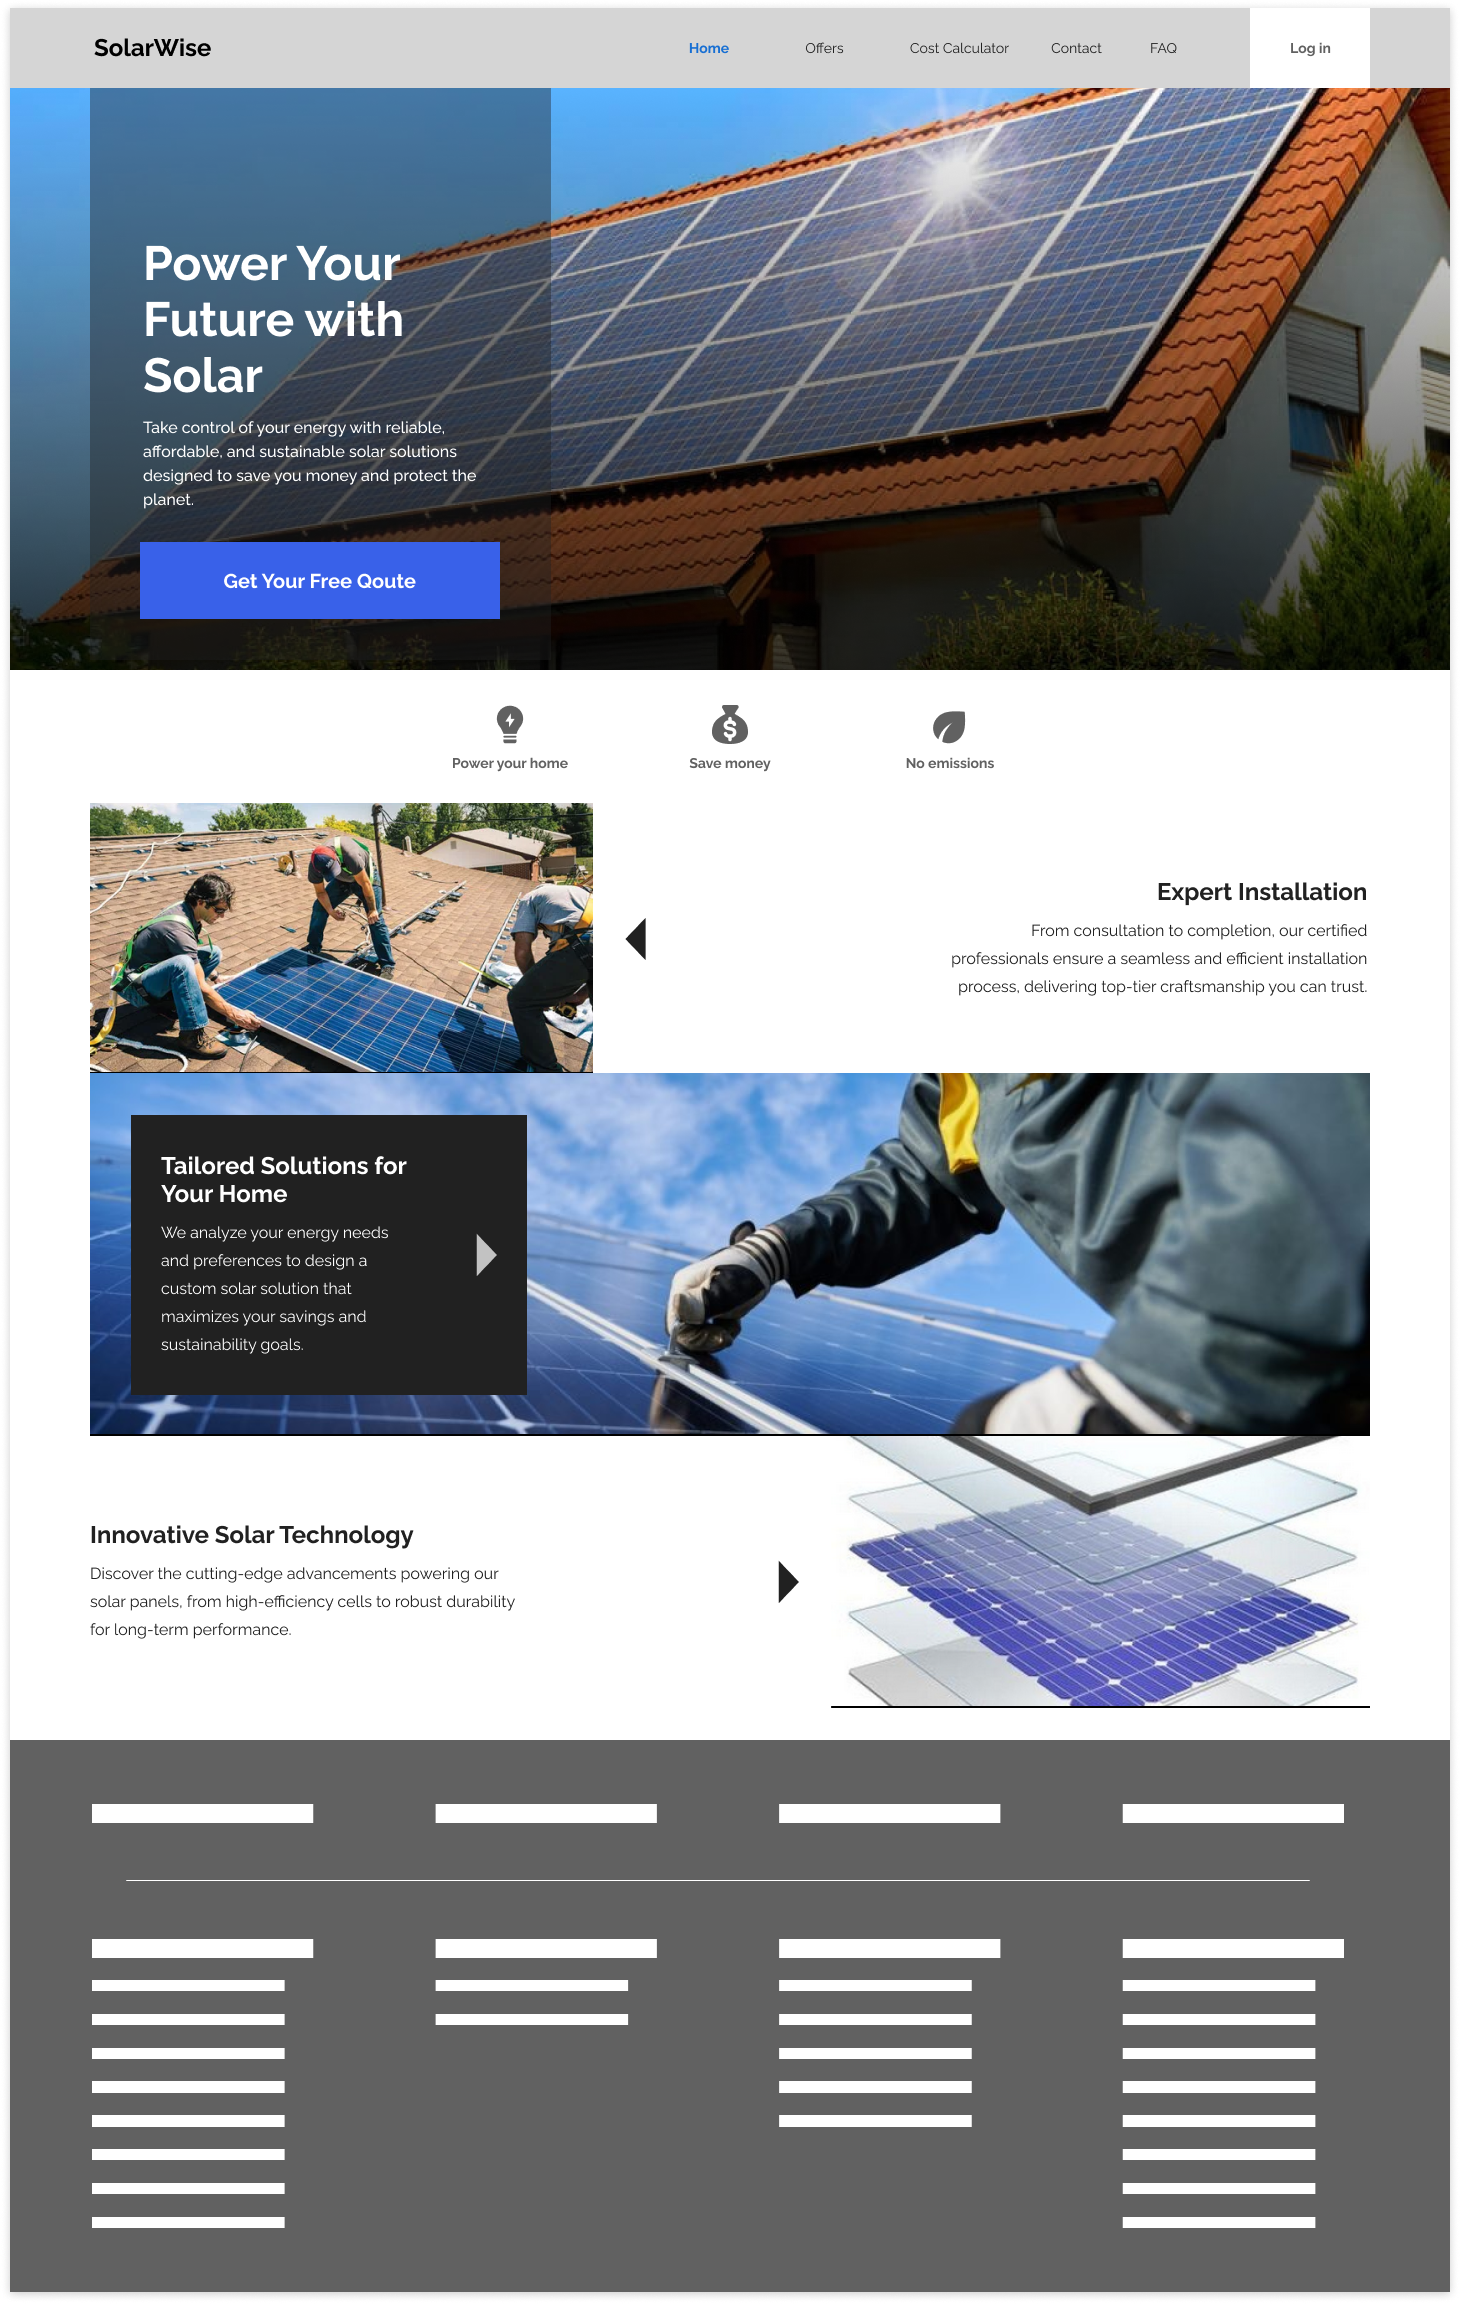 SolarWise
Home
Offers
Cost Calculator
Contact
FAQ
Log in
Power Your
Future with
Solar
Take control of your energy with reliable,
affordable, and sustainable solar solutions
designed to save you money and protect the
planet.
Get Your Free Qoute
Power your home
Save money
No emissions
Expert Installation
From consultation to completion, our certified
professionals ensure a seamless and efficient installation
process, delivering top-tier craftsmanship you can trust.
Tailored Solutions for
Your Home
We analyze your energy needs
and preferences to design a
custom solar solution that
maximizes your savings and
sustainability goals.
Innovative Solar Technology
Discover the cutting-edge advancements powering our
solar panels, from high-efficiency cells to robust durability
for long-term performance.